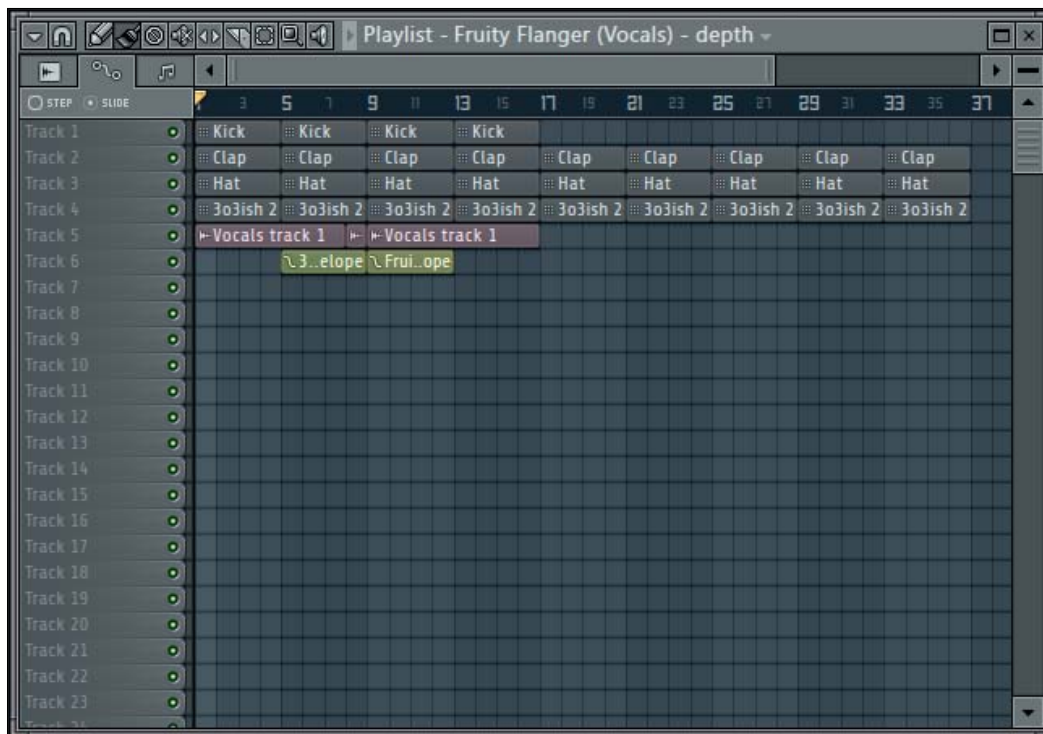 Playlist - Fruity Flanger (Vocals) - depth
STEP SLIDE 3 5 7 9 11 13 15 17 19 21 23 25 27 29 31 33 35 37
Track 1 Kick Kick Kick Kick
Track 2 Clap Clap Clap Clap Clap Clap Clap Clap Clap
Track 3 Hat Hat Hat Hat Hat Hat Hat Hat Hat
Track 4 3o3ish 2 3o3ish 2 3o3ish 2 3o3ish 2 3o3ish 2 3o3ish 2 3o3ish 2 3o3ish 2 3o3ish 2
Track 5 Vocals track 1 Vocals track 1
Track 6 3..elope Frui..ope
Track 7
Track 8
Track 9
Track 10
Track 11
Track 12
Track 13
Track 14
Track 15
Track 16
Track 17
Track 18
Track 19
Track 20
Track 21
Track 22
Track 23